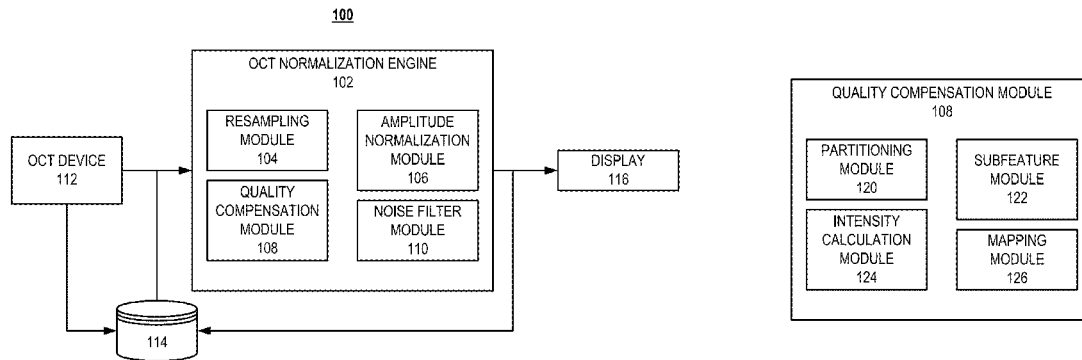 100
OCT NORMALIZATION ENGINE
102
RESAMPLING
MODULE
104
AMPLITUDE
NORMALIZATION
MODULE
106
QUALITY
COMPENSATION
MODULE
108
NOISE FILTER
MODULE
110
OCT DEVICE
112
114
DISPLAY
116
QUALITY COMPENSATION MODULE
108
PARTITIONING
MODULE
120
SUBFEATURE
MODULE
122
INTENSITY
CALCULATION
MODULE
124
MAPPING
MODULE
126